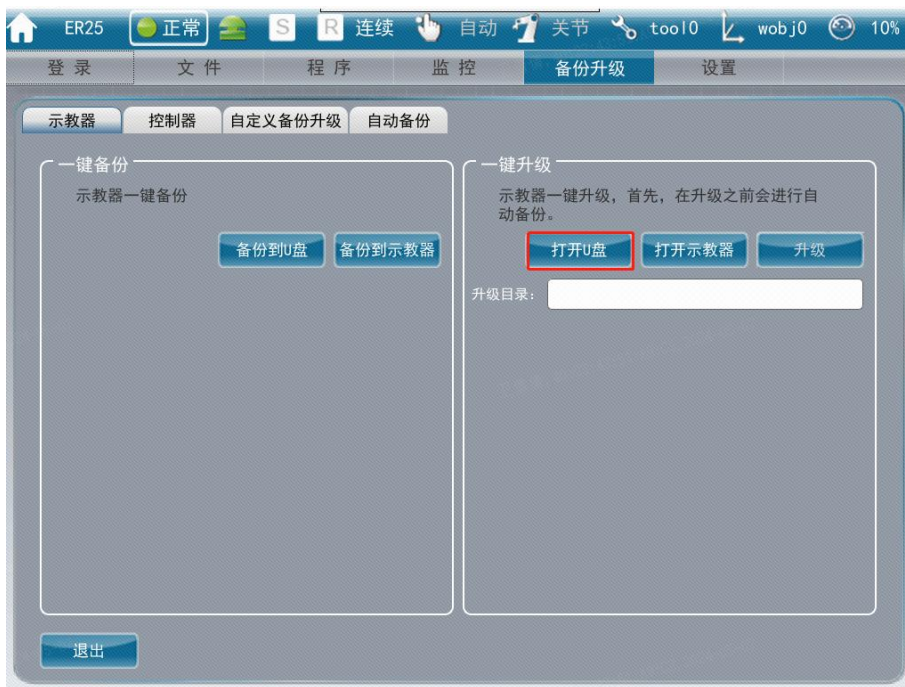 ER25 正常 S R 连续 自动 关节 tool0 wobj0 10%
登录 文件 程序 监控 备份升级 设置
示教器 控制器 自定义备份升级 自动备份
一键备份
示教器一键备份
备份到U盘 备份到示教器
一键升级
示教器一键升级，首先，在升级之前会进行自
动备份。
打开U盘 打开示教器 升级
升级目录：
退出